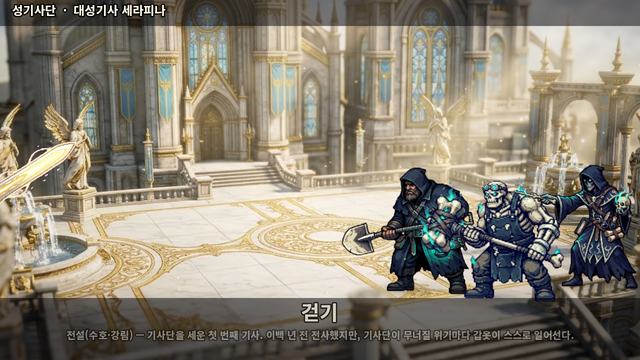 성기사단 · 대성기사 세라피나
걷기
전설(수호·강림) — 기사단을 세운 첫 번째 기사. 이백 년 전 전사했지만, 기사단이 무너질 위기마다 갑옷이 스스로 일어선다.